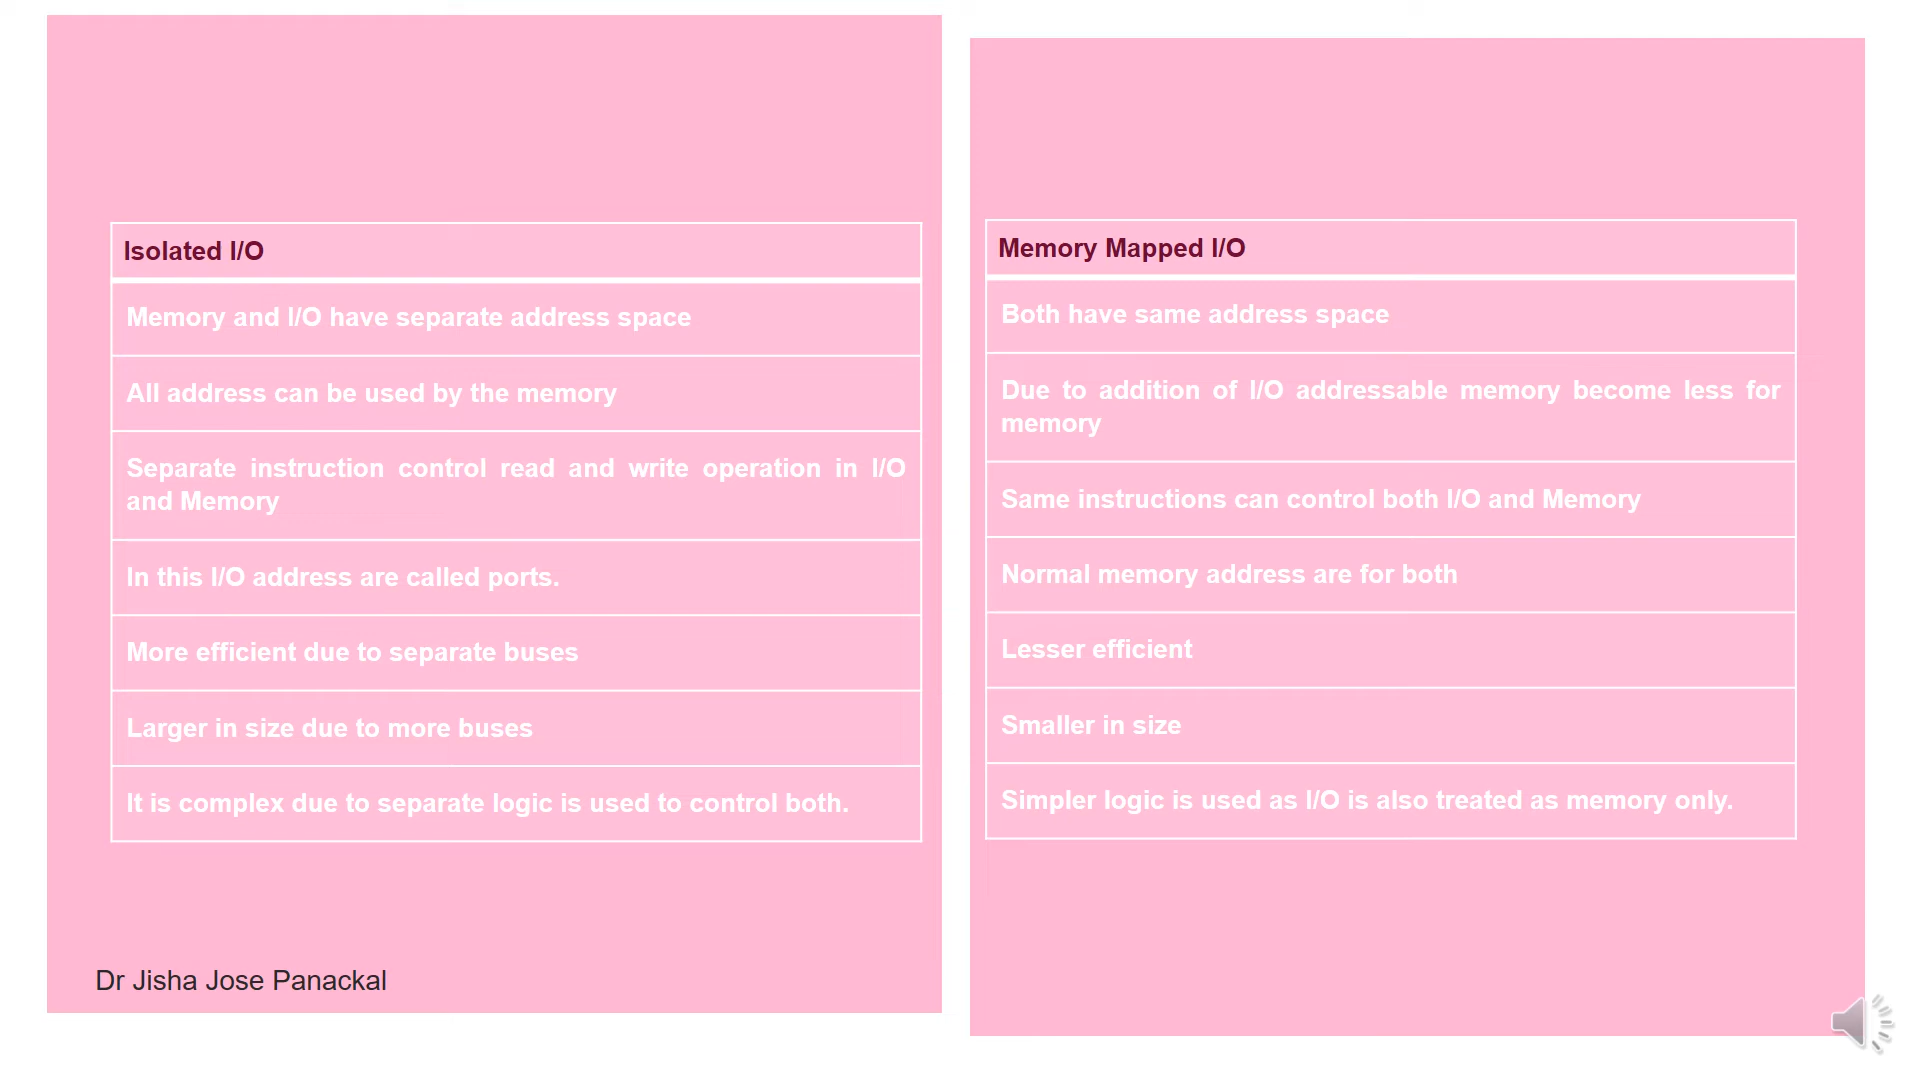 Isolated I/O
Memory and I/O have separate address space
All address can be used by the memory
Separate instruction control read and write operation in I/O
and Memory
In this I/O address are called ports.
More efficient due to separate buses
Larger in size due to more buses
It is complex due to separate logic is used to control both.
Dr Jisha Jose Panackal
Memory Mapped I/O
Both have same address space
Due to addition of I/O addressable memory become less for
memory
Same instructions can control both I/O and Memory
Normal memory address are for both
Lesser efficient
Smaller in size
Simpler logic is used as I/O is also treated as memory only.